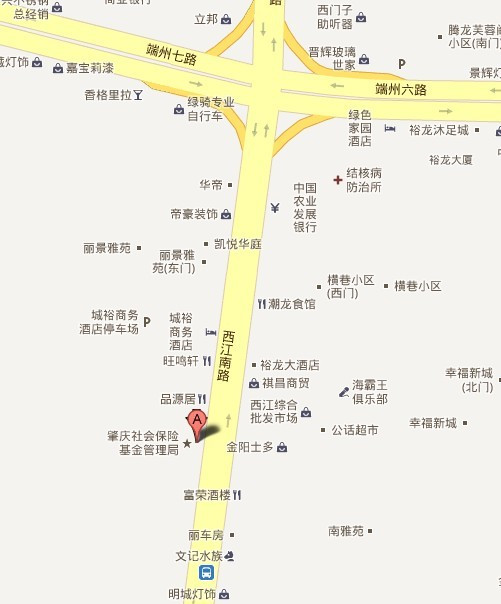 总经销
立邦
路
西门子
助听器
腾龙芙蓉
小区(南门)
晋辉玻璃
世家
P
端州七路
嘉宝莉漆
景辉灯
香格里拉
绿骑专业
自行车
端州六路
绿色
家园
酒店
裕龙沐足城
裕龙大厦
结核病
防治所
华帝
中国
农业
发展
银行
¥
帝豪装饰
丽景雅苑
凯悦华庭
丽景雅
苑(东门)
横巷小区
(西门)
横巷小区
潮龙食馆
城裕商务
酒店停车场
P
城裕
商务
酒店
西江南路
旺鸣轩
裕龙大酒店
祺昌商贸
幸福新城
(北门)
海霸王
俱乐部
品源居
西江综合
批发市场
A
幸福新城
公话超市
肇庆社会保险
基金管理局
金阳士多
富荣酒楼
丽车房
南雅苑
文记水族
明城灯饰